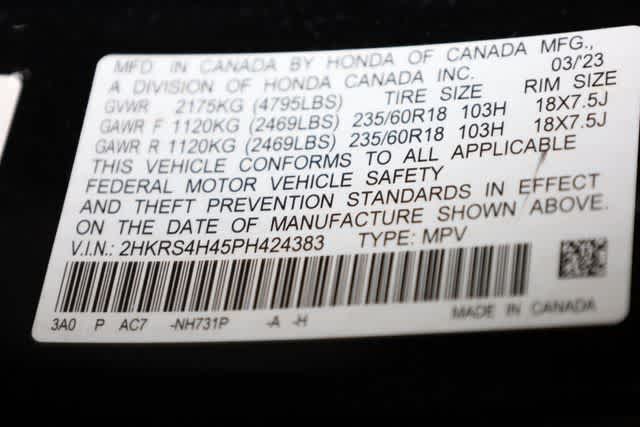 MFD. IN CANADA BY HONDA OF CANADA MFG.,
A DIVISION OF HONDA CANADA INC. 03/'23
GVWR 2175KG (4795LBS) TIRE SIZE RIM SIZE
GAWR F 1120KG (2469LBS) 235/60R18 103H 18X7.5J
GAWR R 1120KG (2469LBS) 235/60R18 103H 18X7.5J
THIS VEHICLE CONFORMS TO ALL APPLICABLE
FEDERAL MOTOR VEHICLE SAFETY
AND THEFT PREVENTION STANDARDS IN EFFECT
ON THE DATE OF MANUFACTURE SHOWN ABOVE.
V.I.N.: 2HKRS4H45PH424383 TYPE: MPV
3A0 P AC7 -NH731P -A -H MADE IN CANADA